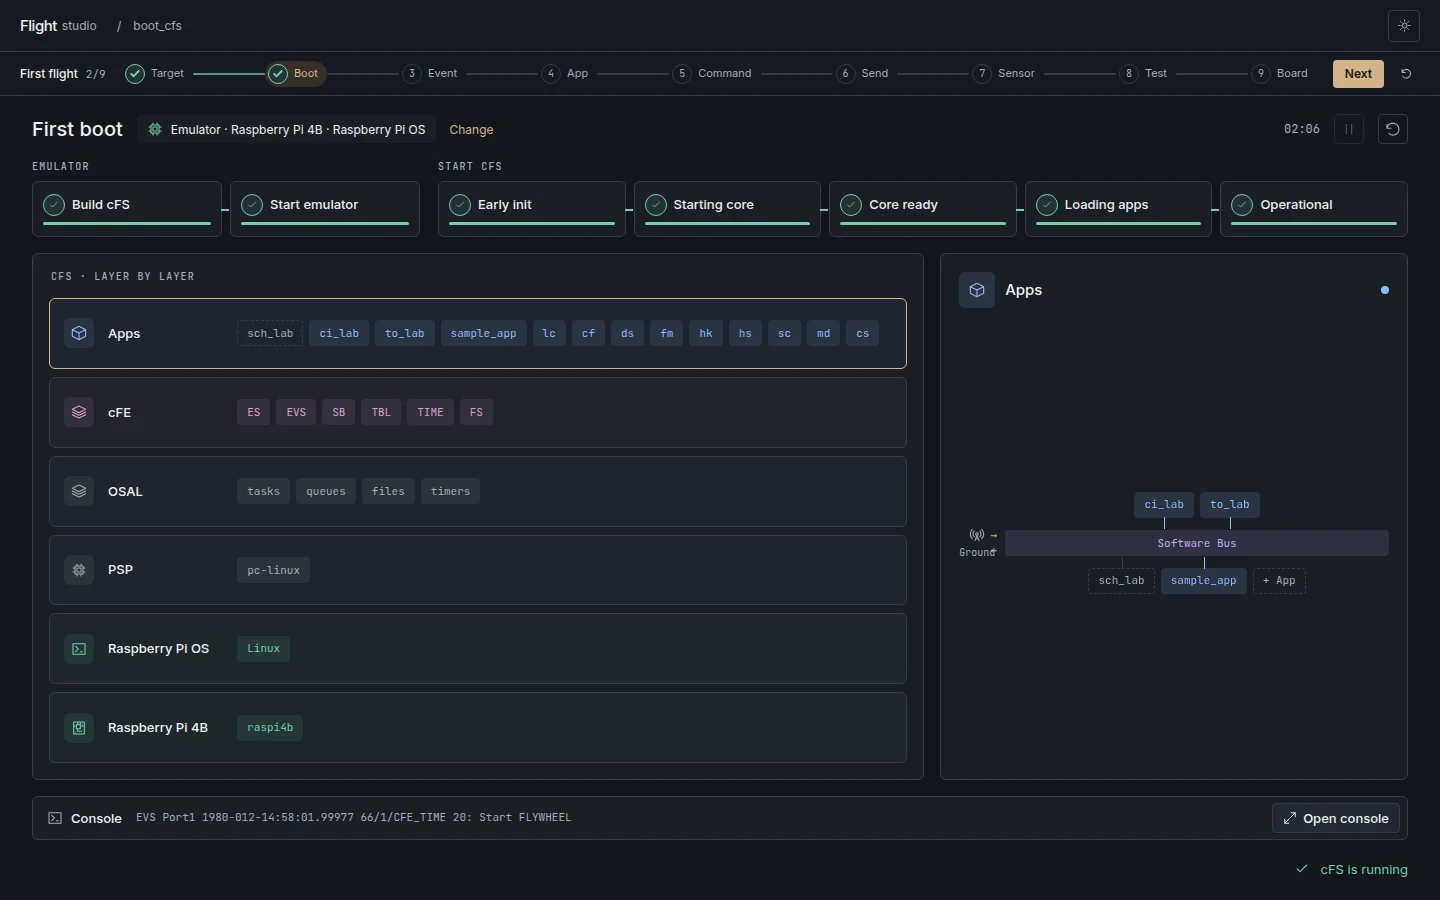 Flight studio / boot_cfs
First flight 2/9 Target Boot 3 Event 4 App 5 Command 6 Send 7 Sensor 8 Test 9 Board Next
First boot Emulator · Raspberry Pi 4B · Raspberry Pi OS Change 02:06
EMULATOR START CFS
Build cFS Start emulator Early init Starting core Core ready Loading apps Operational
CFS · LAYER BY LAYER
Apps sch_lab ci_lab to_lab sample_app lc cf ds fm hk hs sc md cs
cFE ES EVS SB TBL TIME FS
OSAL tasks queues files timers
PSP pc-linux
Raspberry Pi OS Linux
Raspberry Pi 4B raspi4b
Apps
ci_lab to_lab
→
Software Bus
Ground
sch_lab sample_app + App
Console EVS Port1 1980-012-14:58:01.99977 66/1/CFE_TIME 20: Start FLYWHEEL Open console
cFS is running